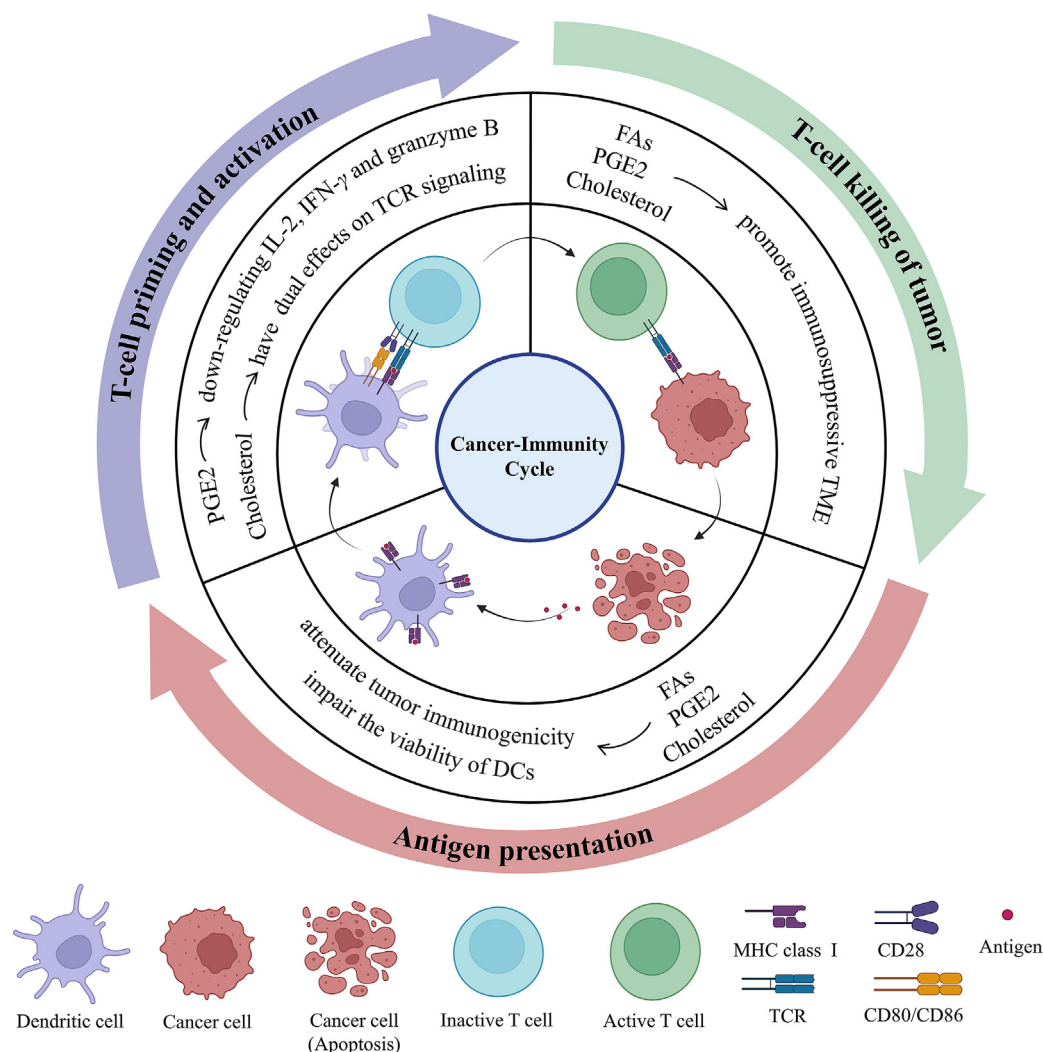 T-cell priming and activation
T-cell killing of tumor
Antigen presentation
PGE2
down-regulating IL-2, IFN-γ and granzyme B
Cholesterol
have dual effects on TCR signaling
FAs
PGE2
Cholesterol
promote immunosuppressive TME
Cancer-Immunity
Cycle
FAs
PGE2
Cholesterol
attenuate tumor immunogenicity
impair the viability of DCs
Dendritic cell
Cancer cell
Cancer cell
(Apoptosis)
Inactive T cell
Active T cell
MHC class I
CD28
Antigen
TCR
CD80/CD86